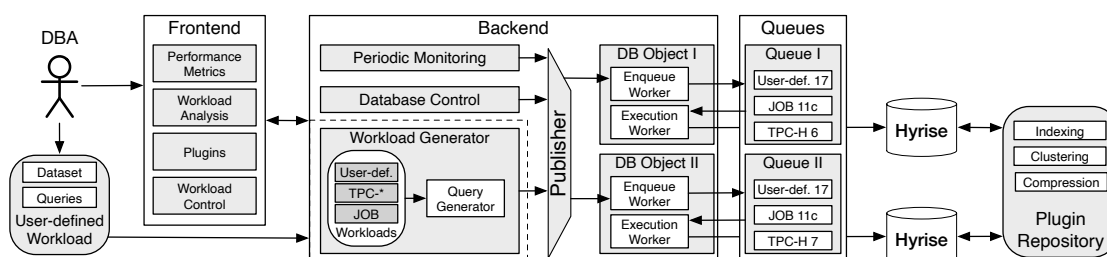 DBA
Dataset
Queries
User-defined
Workload
Frontend
Performance
Metrics
Workload
Analysis
Plugins
Workload
Control
Backend
Periodic Monitoring
Database Control
Workload Generator
User-def.
TPC-*
JOB
Workloads
Query
Generator
Publisher
DB Object I
Enqueue
Worker
Execution
Worker
DB Object II
Enqueue
Worker
Execution
Worker
Queues
Queue I
User-def. 17
JOB 11c
TPC-H 6
Queue II
User-def. 17
JOB 11c
TPC-H 7
Hyrise
Hyrise
Indexing
Clustering
Compression
Plugin
Repository